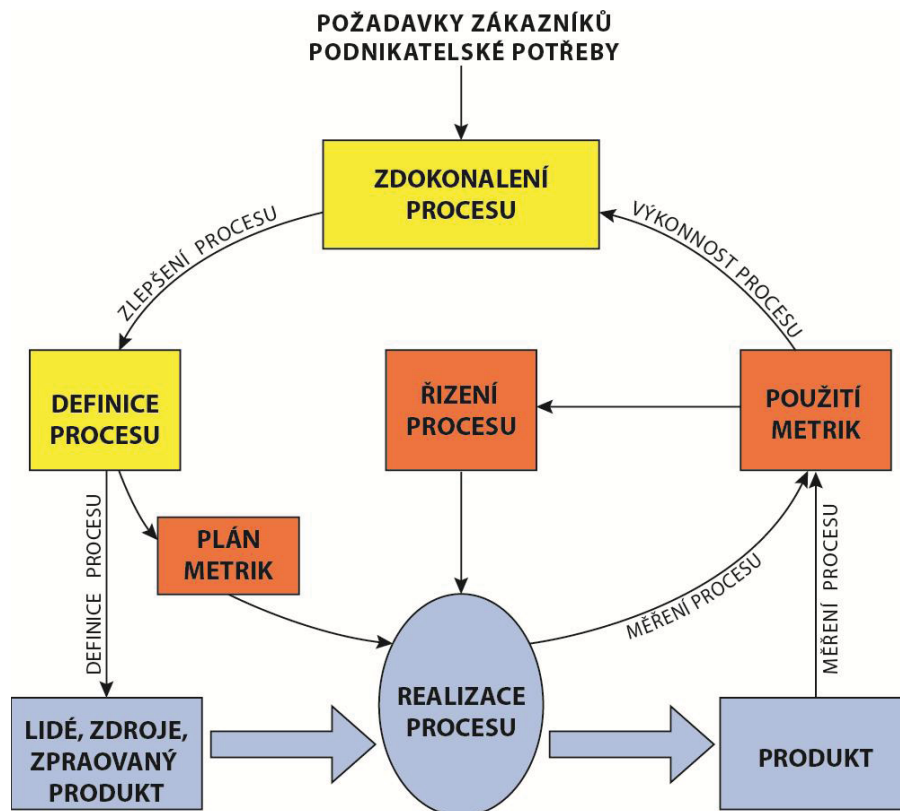 POŽADAVKY ZÁKAZNÍKŮ
PODNIKATELSKÉ POTŘEBY
ZDOKONALENÍ
PROCESU
ZLEPŠENÍ PROCESU
VÝKONNOST PROCESU
DEFINICE
PROCESU
ŘIZENÍ
PROCESU
POUŽITÍ
METRIK
PLÁN
METRIK
DEFINICE PROCESU
MĚŘENÍ PROCESU
MĚŘENÍ PROCESU
LIDÉ, ZDROJE,
ZPRAOVANÝ
PRODUKT
REALIZACE
PROCESU
PRODUKT